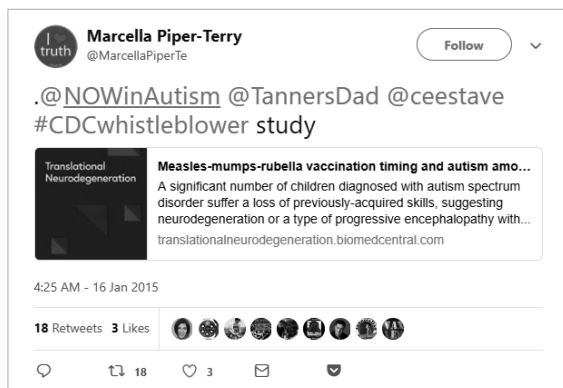 I
truth
Marcella Piper-Terry
@MarcellaPiperTe
Follow
.@NOWinAutism @TannersDad @ceestave
#CDCwhistleblower study
Translational
Neurodegeneration
Measles-mumps-rubella vaccination timing and autism amo...
A significant number of children diagnosed with autism spectrum
disorder suffer a loss of previously-acquired skills, suggesting
neurodegeneration or a type of progressive encephalopathy with...
translationalneurodegeneration.biomedcentral.com
4:25 AM - 16 Jan 2015
18 Retweets 3 Likes
18 3